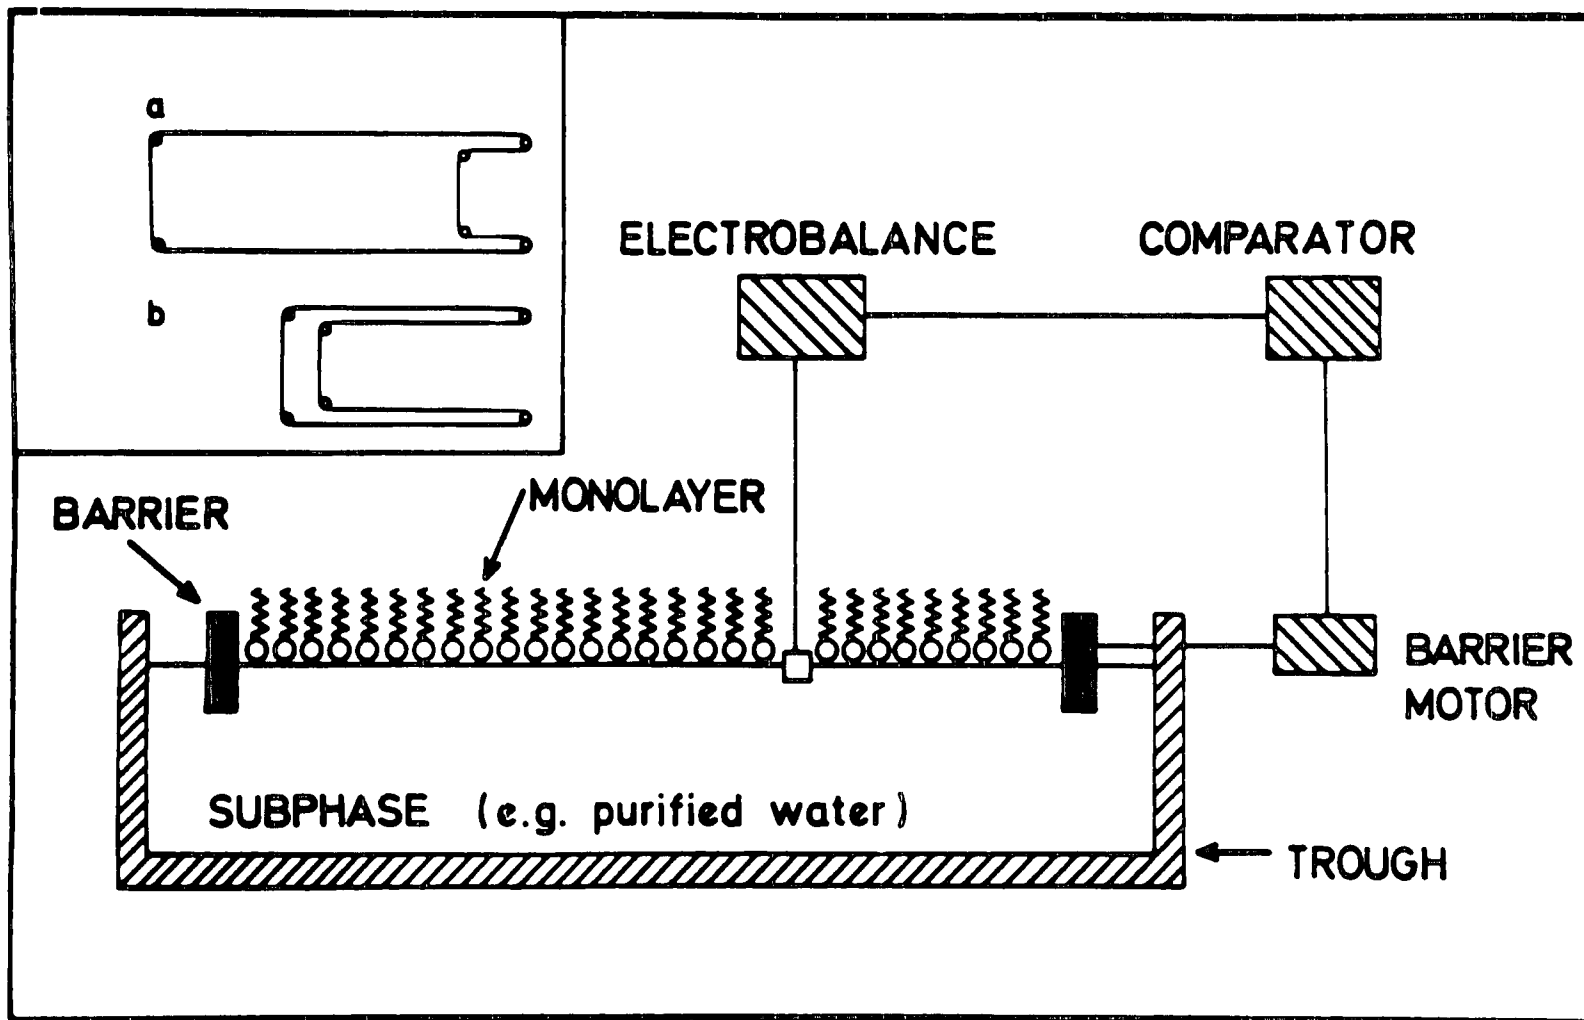 a
b
ELECTROBALANCE
COMPARATOR
BARRIER
MONOLAYER
BARRIER
MOTOR
SUBPHASE (e.g. purified water)
TROUGH